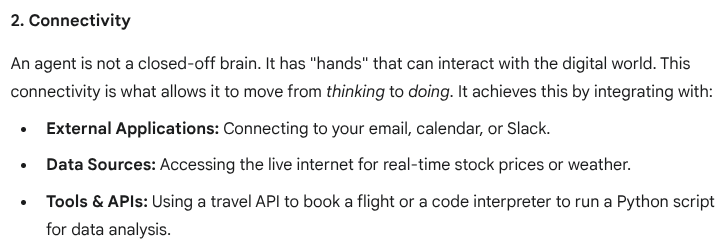 2. Connectivity
An agent is not a closed-off brain. It has "hands" that can interact with the digital world. This
connectivity is what allows it to move from thinking to doing. It achieves this by integrating with:
• External Applications: Connecting to your email, calendar, or Slack.
• Data Sources: Accessing the live internet for real-time stock prices or weather.
• Tools & APIs: Using a travel API to book a flight or a code interpreter to run a Python script
for data analysis.